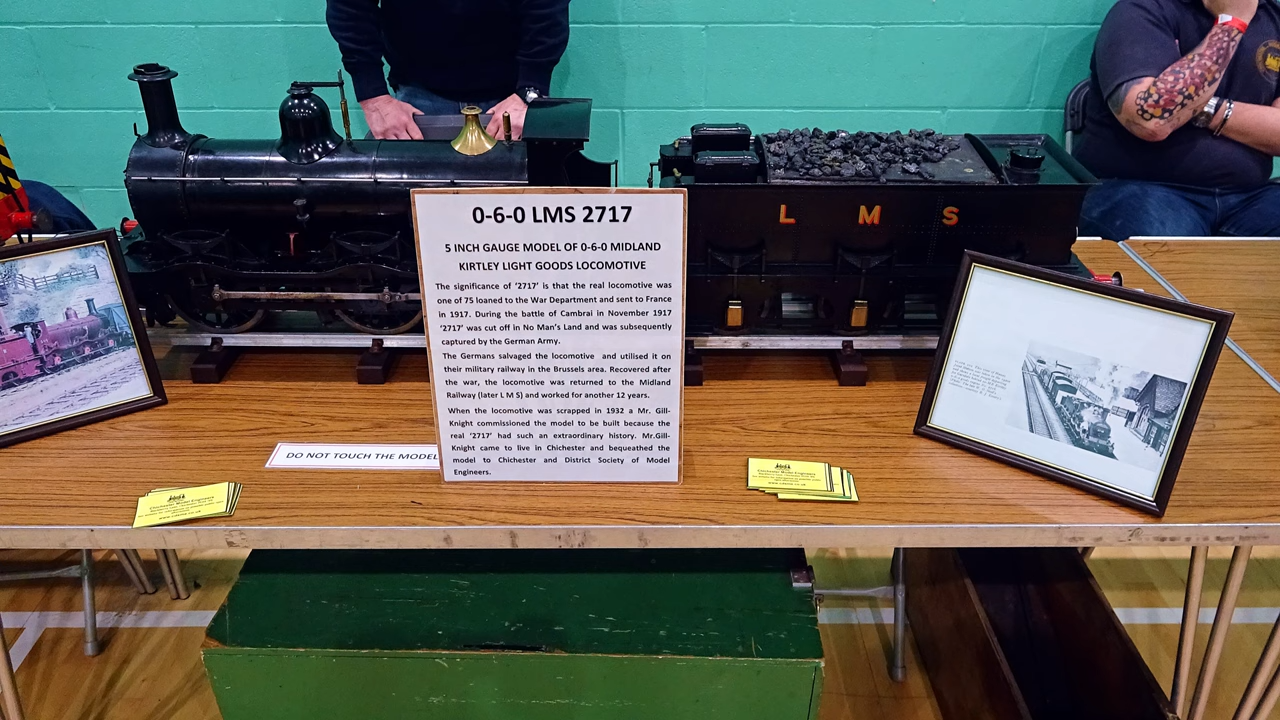 L M S
0-6-0 LMS 2717
5 INCH GAUGE MODEL OF 0-6-0 MIDLAND
KIRTLEY LIGHT GOODS LOCOMOTIVE
The significance of '2717' is that the real locomotive was
one of 75 loaned to the War Department and sent to France
in 1917. During the battle of Cambrai in November 1917
'2717' was cut off in No Man's Land and was subsequently
captured by the German Army.
The Germans salvaged the locomotive and utilised it on
their military railway in the Brussels area. Recovered after
the war, the locomotive was returned to the Midland
Railway (later L M S) and worked for another 12 years.
When the locomotive was scrapped in 1932 a Mr. Gill-
Knight commissioned the model to be built because the
real '2717' had such an extraordinary history. Mr.Gill-
Knight came to live in Chichester and bequeathed the
model to Chichester and District Society of Model
Engineers.
DO NOT TOUCH THE MODEL
Chichester Model Engineers
Chichester Model Engineers